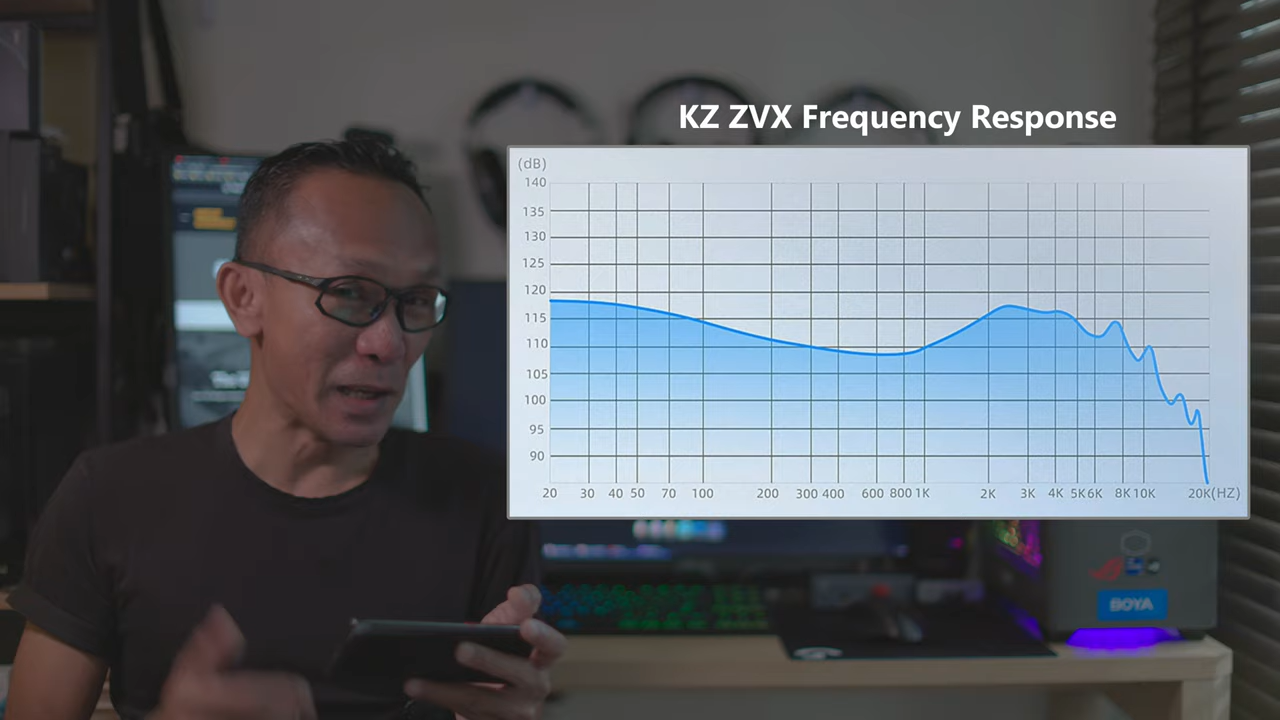 KZ ZVX Frequency Response
(dB)
140
135
130
125
120
115
110
105
100
95
90
20 30 40 50 70 100 200 300 400 600 800 1K 2K 3K 4K 5K 6K 8K 10K 20K(HZ)
BOYA